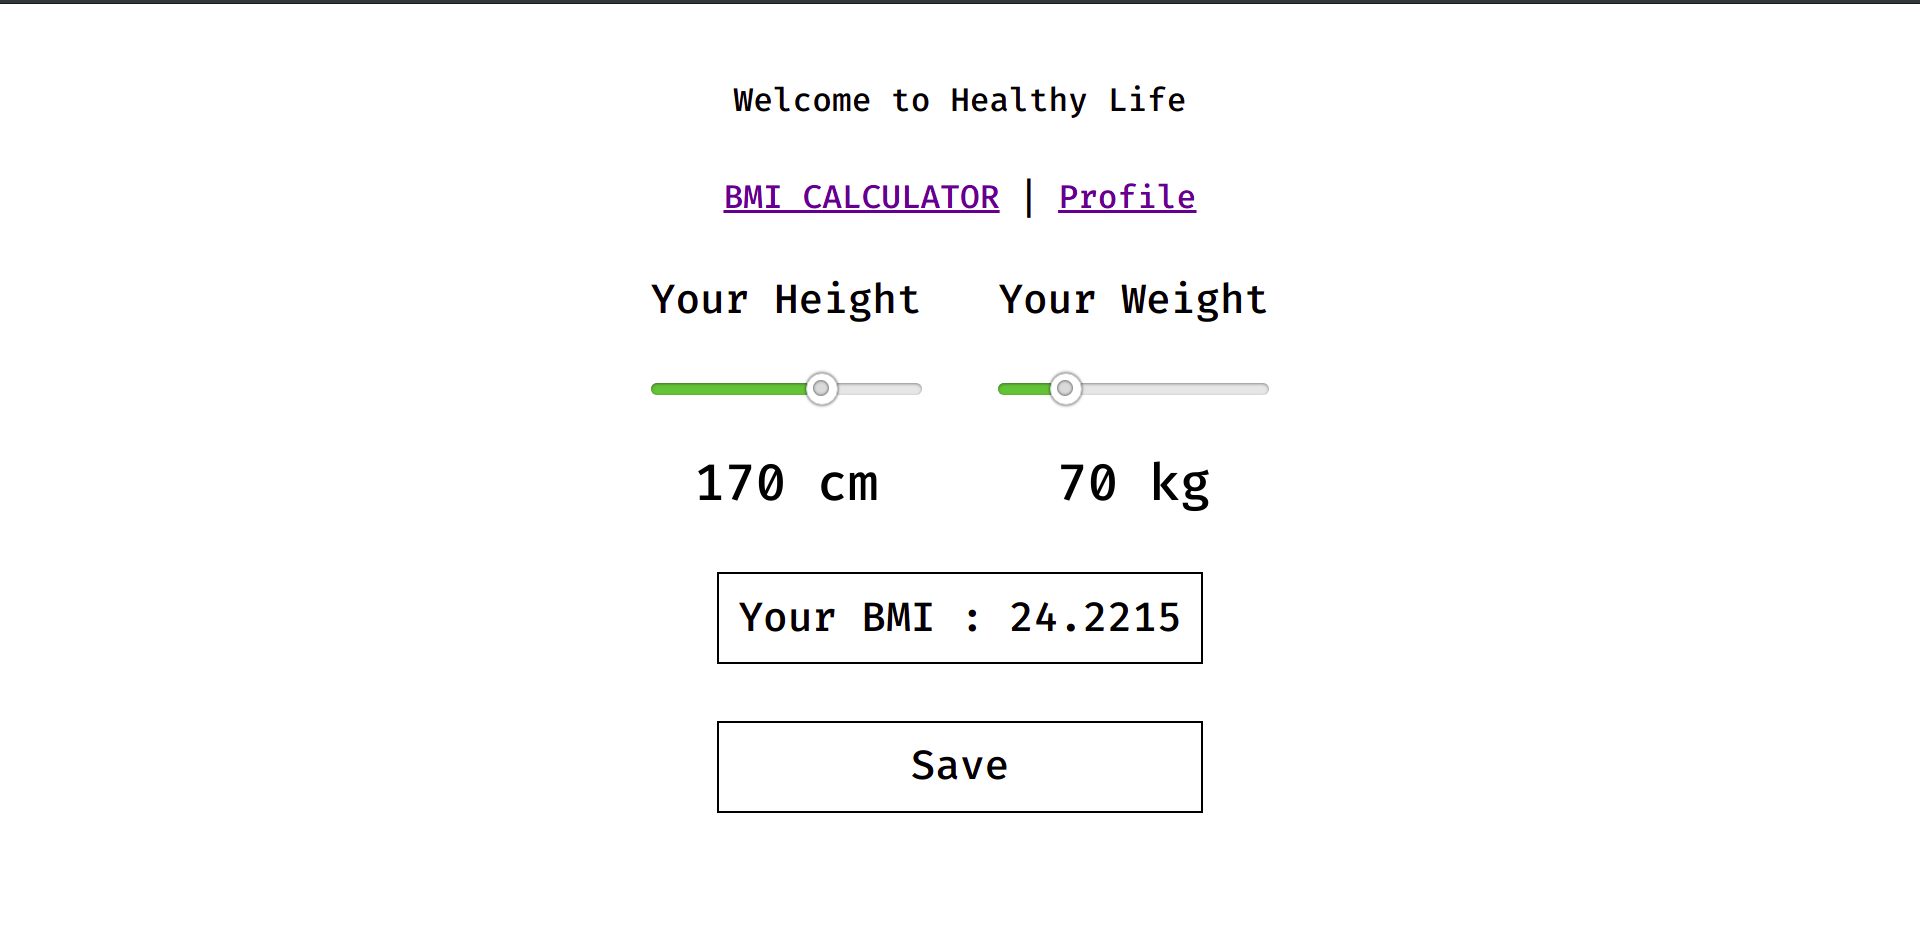 Welcome to Healthy Life
BMI CALCULATOR | Profile
Your Height Your Weight
170 cm 70 kg
Your BMI : 24.2215
Save